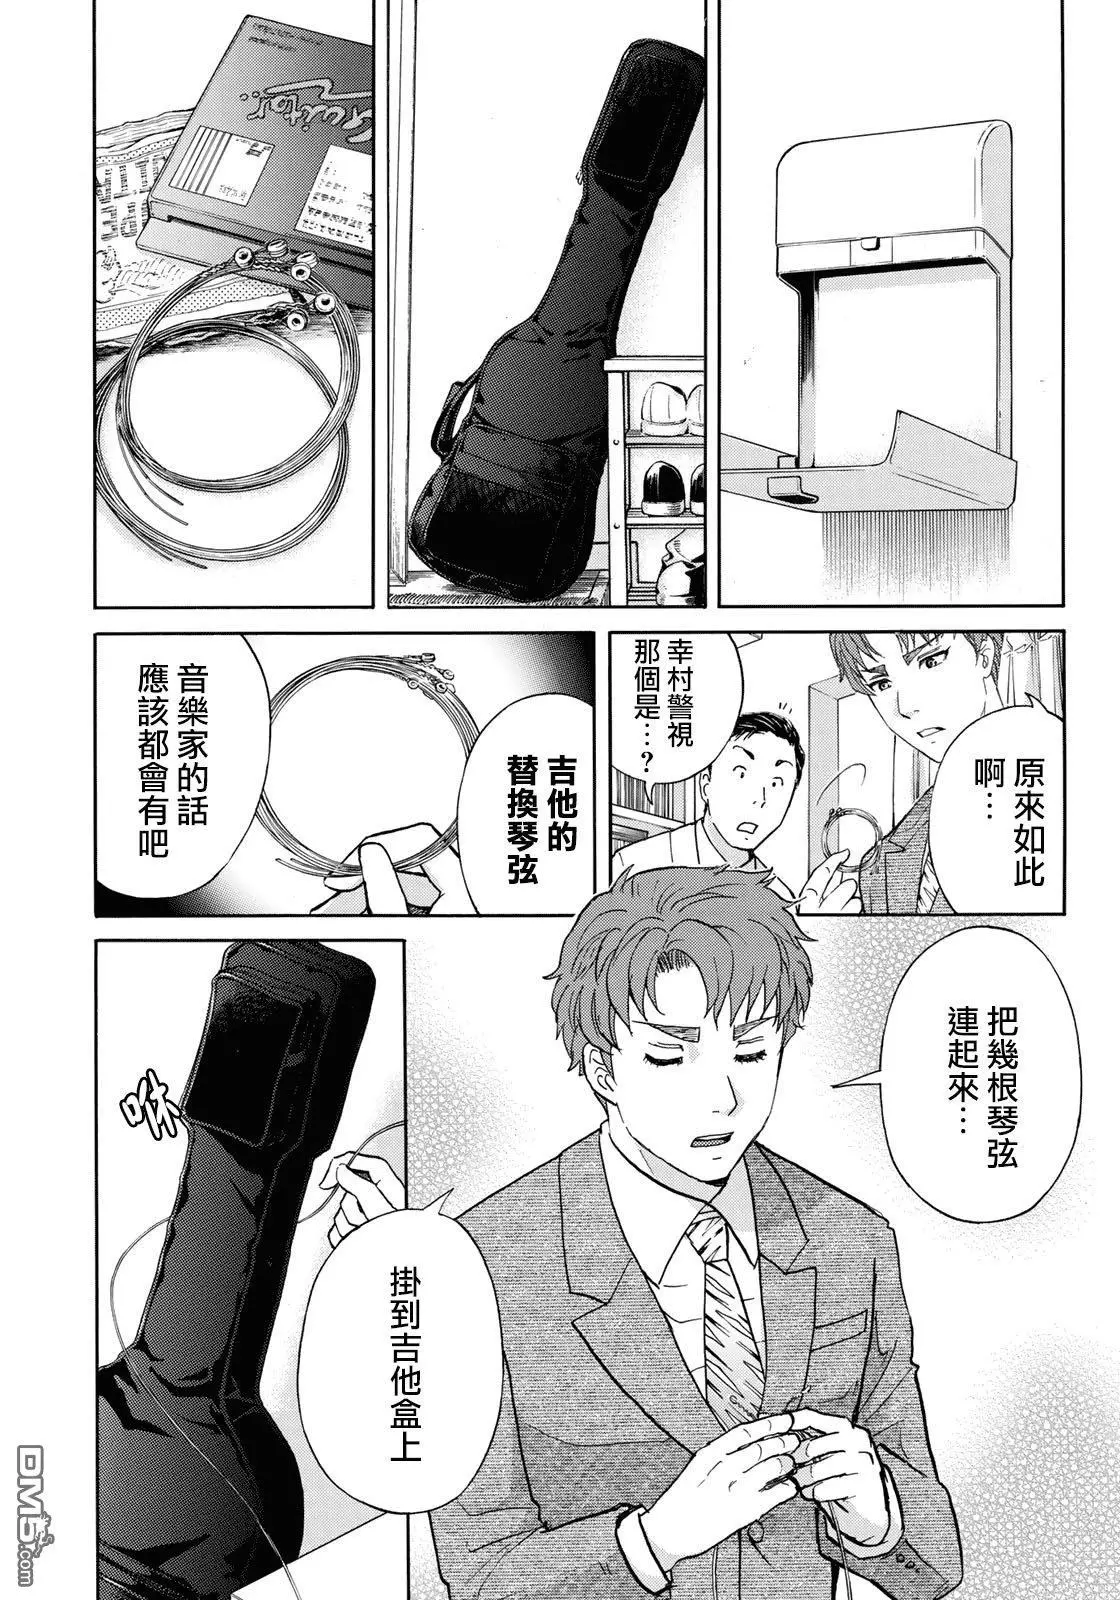 Guitar
原來如此
啊…
幸村警視
那個是…?
吉他的
替換琴弦
音樂家的話
應該都會有吧
把幾根琴弦
連起來…
咻
掛到吉他盒上
DM5.com